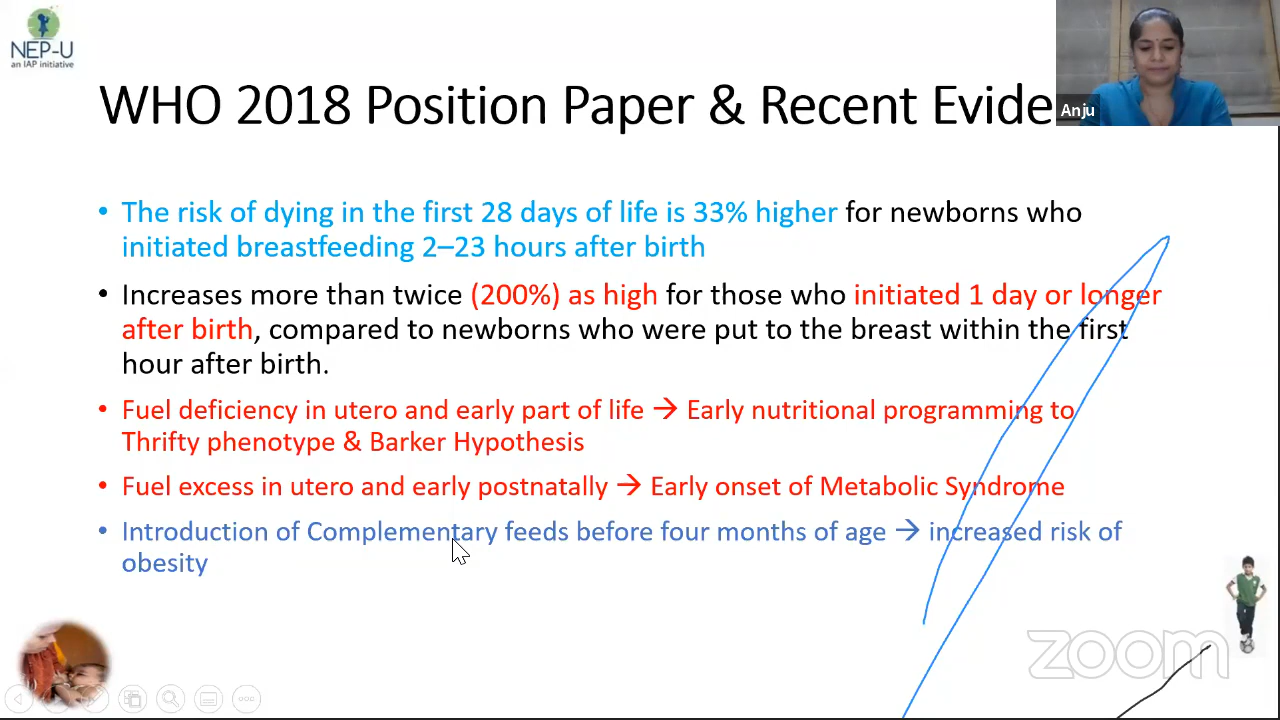 NEP-U
an IAP initiative
WHO 2018 Position Paper & Recent Evide
Anju
• The risk of dying in the first 28 days of life is 33% higher for newborns who
initiated breastfeeding 2–23 hours after birth
• Increases more than twice (200%) as high for those who initiated 1 day or longer
after birth, compared to newborns who were put to the breast within the first
hour after birth.
• Fuel deficiency in utero and early part of life → Early nutritional programming to
Thrifty phenotype & Barker Hypothesis
• Fuel excess in utero and early postnatally → Early onset of Metabolic Syndrome
• Introduction of Complementary feeds before four months of age → increased risk of
obesity
zoom